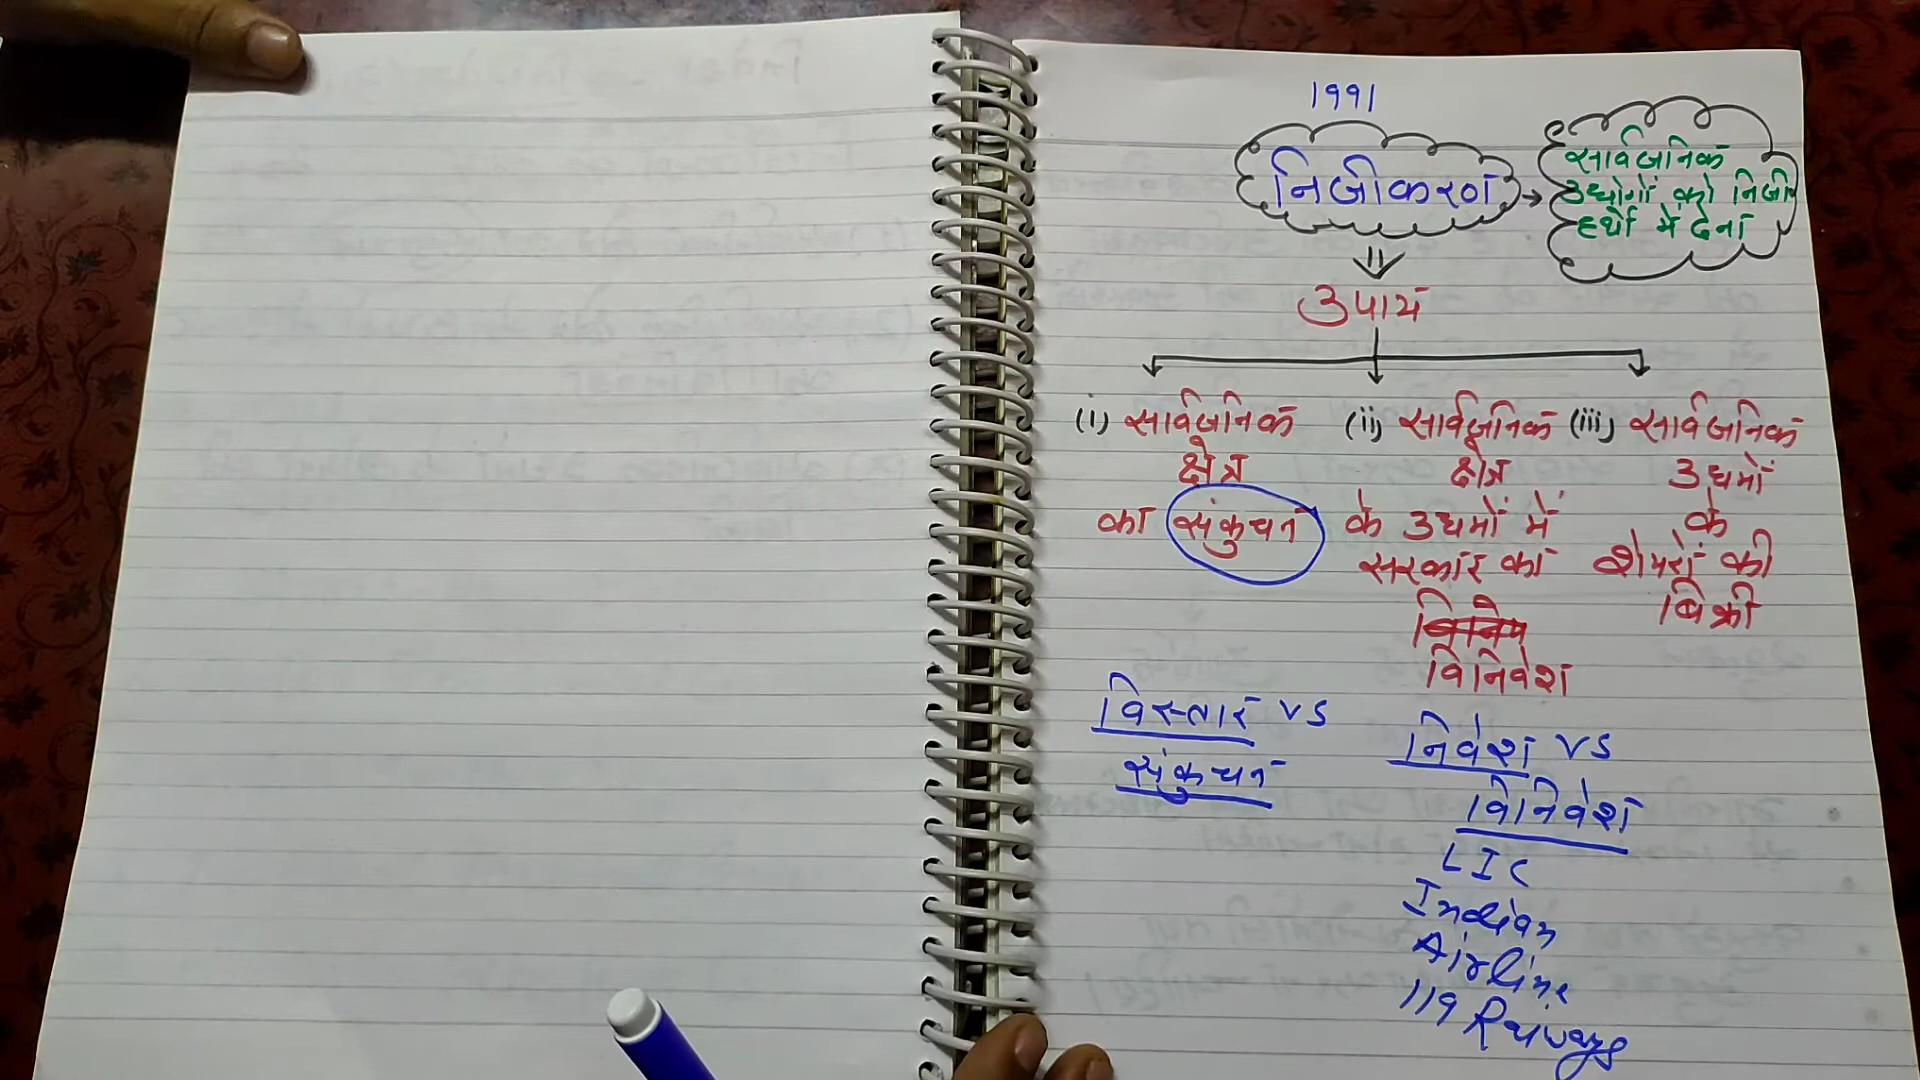 1991
निजीकरण →
सार्वजनिक
उद्योगों को निजी
हाथों में देना
उपाय
(i) सार्वजनिक
क्षेत्र
का संकुचन
(ii) सार्वजनिक
क्षेत्र
के उद्यमों में
सरकार का
विनिवेश
(iii) सार्वजनिक
उद्यमों
के
शेयरों की
बिक्री
विस्तार VS
संकुचन
निवेश VS
विनिवेश
LIC
Indian
Airline
119 Railways